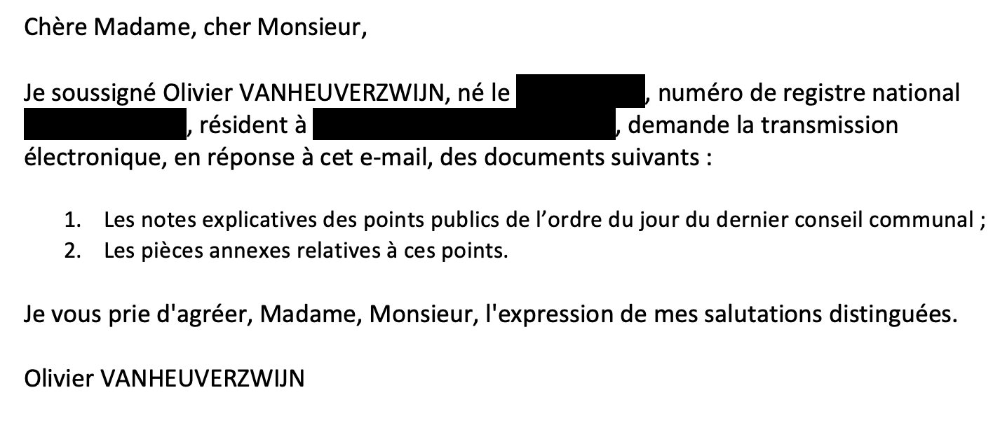 Chère Madame, cher Monsieur,
Je soussigné Olivier VANHEUVERZWIJN, né le , numéro de registre national
, résident à , demande la transmission
électronique, en réponse à cet e-mail, des documents suivants :
1. Les notes explicatives des points publics de l’ordre du jour du dernier conseil communal ;
2. Les pièces annexes relatives à ces points.
Je vous prie d'agréer, Madame, Monsieur, l'expression de mes salutations distinguées.
Olivier VANHEUVERZWIJN